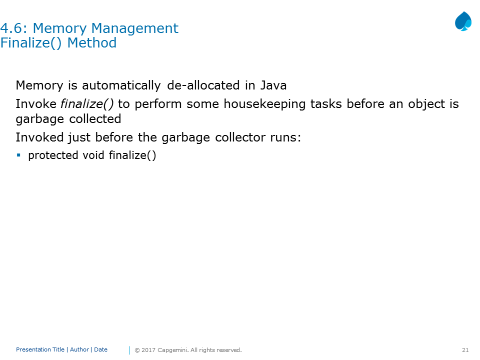 4.6: Memory Management
Finalize() Method
Memory is automatically de-allocated in Java
Invoke finalize() to perform some housekeeping tasks before an object is
garbage collected
Invoked just before the garbage collector runs:
▪ protected void finalize()
Presentation Title | Author | Date
© 2017 Capgemini. All rights reserved.
21